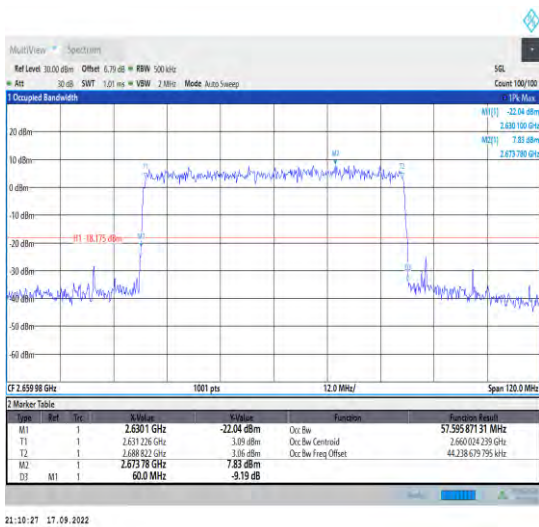 MultiView Spectrum
Ref Level 30.00 dBm Offset 6.79 dB RBW 500 kHz SGL
Att 30 dB SWT 1.01 ms VBW 2 MHz Mode Auto Sweep Count 100/100
1 Occupied Bandwidth 1Pk Max
M1[1] -22.04 dBm
2.630 100 GHz
M2[1] 7.83 dBm
2.673 780 GHz
20 dBm
10 dBm
0 dBm
-10 dBm
-20 dBm
-30 dBm
-40 dBm
-50 dBm
-60 dBm
M2
T1
M1
H1 -18.175 dBm
CF 2.659 98 GHz 1001 pts 12.0 MHz/ Span 120.0 MHz
2 Marker Table
Type Ref Trc X-Value Y-Value Function Function Result
M1 1 2.6301 GHz -22.04 dBm Occ Bw 57.595 871 31 MHz
T1 1 2.631 226 GHz 3.09 dBm Occ Bw Centroid 2.660 024 239 GHz
T2 1 2.688 822 GHz 3.06 dBm Occ Bw Freq Offset 44.238 679 795 kHz
M2 1 2.673 78 GHz 7.83 dBm
D3 M1 1 60.0 MHz -9.19 dB
21:10:27 17.09.2022